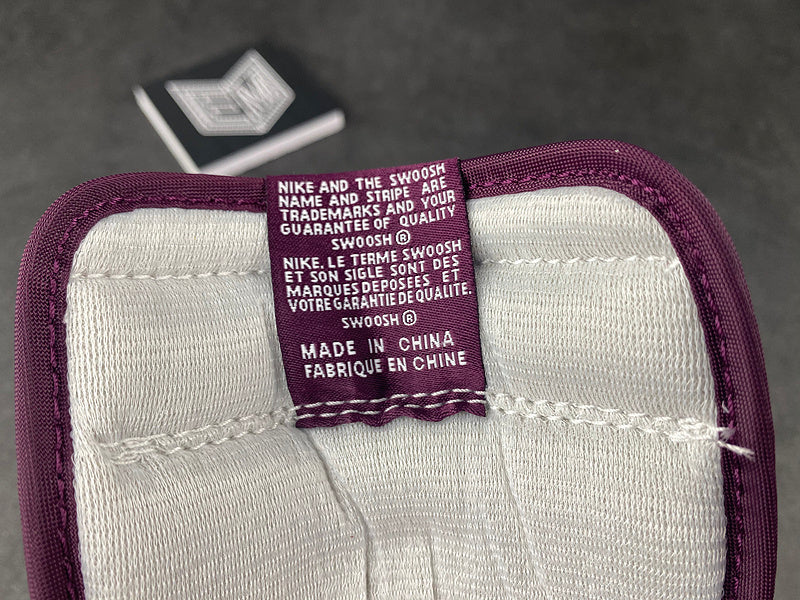 NIKE AND THE SWOOSH
NAME AND STRIPE ARE
TRADEMARKS AND YOUR
GUARANTEE OF QUALITY
SWOOSH®
NIKE. LE TERME SWOOSH
ET SON SIGLE SONT DES
MARQUES DEPOSEES ET
VOTRE GARANTIE DE QUALITE.
SWOOSH®
MADE IN CHINA
FABRIQUE EN CHINE